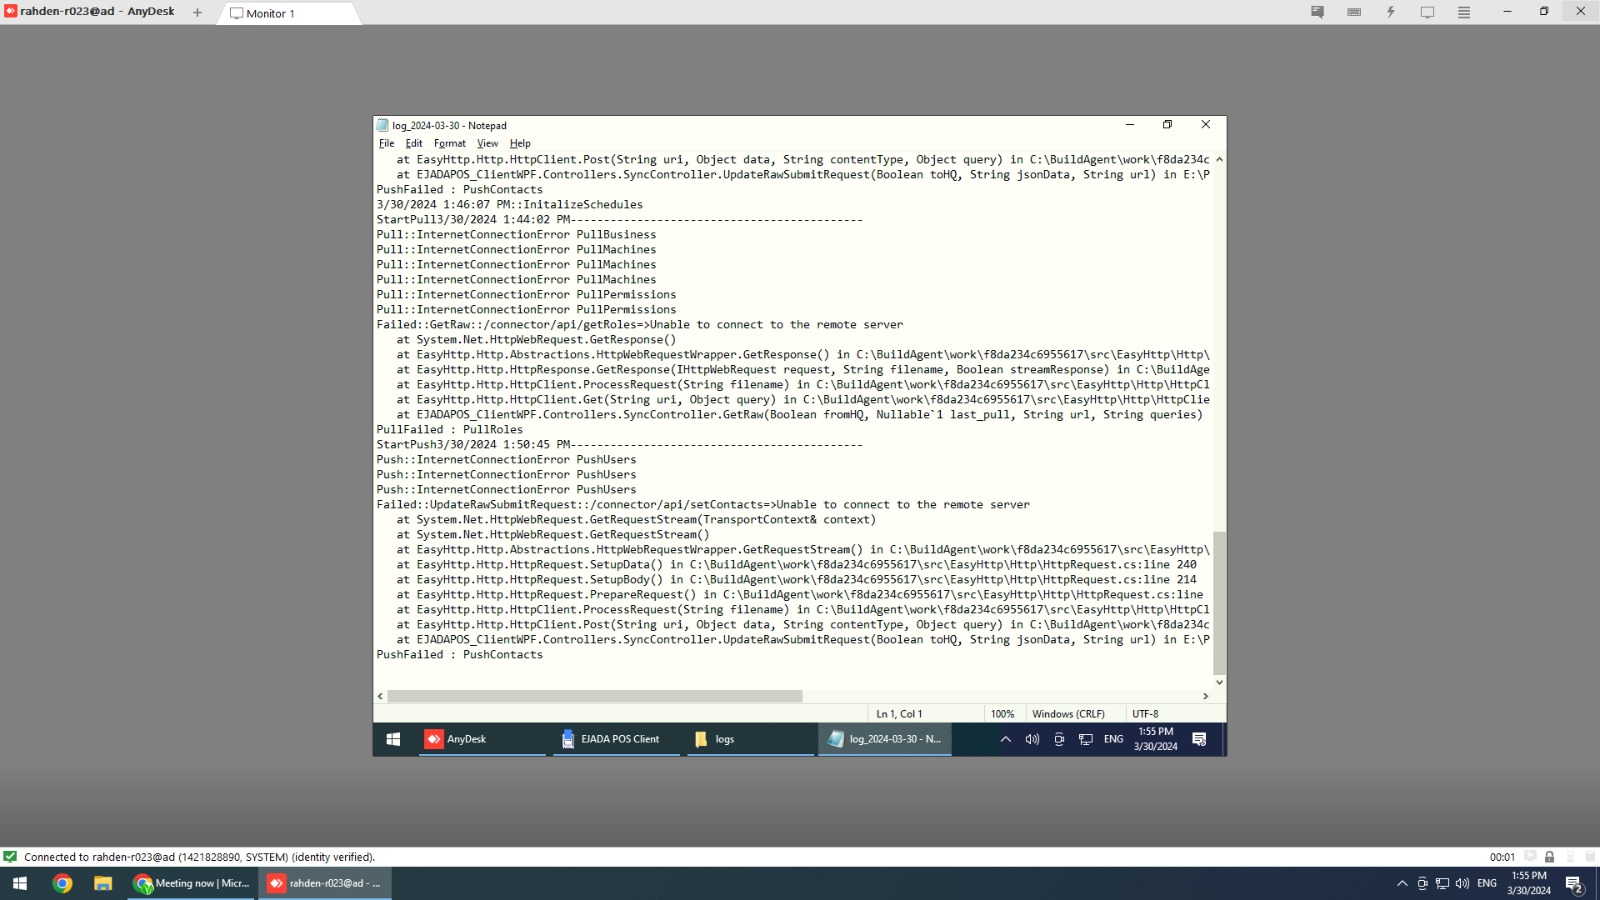 rahden-r023@ad - AnyDesk
Monitor 1
log_2024-03-30 - Notepad
File Edit Format View Help
at EasyHttp.Http.HttpClient.Post(String uri, Object data, String contentType, Object query) in C:\BuildAgent\work\f8da234c
at EJADAPOS_ClientWPF.Controllers.SyncController.UpdateRawSubmitRequest(Boolean toHQ, String jsonData, String url) in E:\P
PushFailed : PushContacts
3/30/2024 1:46:07 PM::InitalizeSchedules
StartPull3/30/2024 1:44:02 PM--------------------------------------------
Pull::InternetConnectionError PullBusiness
Pull::InternetConnectionError PullMachines
Pull::InternetConnectionError PullMachines
Pull::InternetConnectionError PullMachines
Pull::InternetConnectionError PullPermissions
Pull::InternetConnectionError PullPermissions
Failed::GetRaw::/connector/api/getRoles=>Unable to connect to the remote server
at System.Net.HttpWebRequest.GetResponse()
at EasyHttp.Http.Abstractions.HttpWebRequestWrapper.GetResponse() in C:\BuildAgent\work\f8da234c6955617\src\EasyHttp\Http\
at EasyHttp.Http.HttpResponse.GetResponse(IHttpWebRequest request, String filename, Boolean streamResponse) in C:\BuildAge
at EasyHttp.Http.HttpClient.ProcessRequest(String filename) in C:\BuildAgent\work\f8da234c6955617\src\EasyHttp\Http\HttpCl
at EasyHttp.Http.HttpClient.Get(String uri, Object query) in C:\BuildAgent\work\f8da234c6955617\src\EasyHttp\Http\HttpClie
at EJADAPOS_ClientWPF.Controllers.SyncController.GetRaw(Boolean fromHQ, Nullable`1 last_pull, String url, String queries)
PullFailed : PullRoles
StartPush3/30/2024 1:50:45 PM--------------------------------------------
Push::InternetConnectionError PushUsers
Push::InternetConnectionError PushUsers
Push::InternetConnectionError PushUsers
Failed::UpdateRawSubmitRequest::/connector/api/setContacts=>Unable to connect to the remote server
at System.Net.HttpWebRequest.GetRequestStream(TransportContext& context)
at System.Net.HttpWebRequest.GetRequestStream()
at EasyHttp.Http.Abstractions.HttpWebRequestWrapper.GetRequestStream() in C:\BuildAgent\work\f8da234c6955617\src\EasyHttp\
at EasyHttp.Http.HttpRequest.SetupData() in C:\BuildAgent\work\f8da234c6955617\src\EasyHttp\Http\HttpRequest.cs:line 240
at EasyHttp.Http.HttpRequest.SetupBody() in C:\BuildAgent\work\f8da234c6955617\src\EasyHttp\Http\HttpRequest.cs:line 214
at EasyHttp.Http.HttpRequest.PrepareRequest() in C:\BuildAgent\work\f8da234c6955617\src\EasyHttp\Http\HttpRequest.cs:line
at EasyHttp.Http.HttpClient.ProcessRequest(String filename) in C:\BuildAgent\work\f8da234c6955617\src\EasyHttp\Http\HttpCl
at EasyHttp.Http.HttpClient.Post(String uri, Object data, String contentType, Object query) in C:\BuildAgent\work\f8da234c
at EJADAPOS_ClientWPF.Controllers.SyncController.UpdateRawSubmitRequest(Boolean toHQ, String jsonData, String url) in E:\P
PushFailed : PushContacts
Ln 1, Col 1 100% Windows (CRLF) UTF-8
AnyDesk EJADA POS Client logs log_2024-03-30 - N... ENG 1:55 PM
3/30/2024
Connected to rahden-r023@ad (1421828890, SYSTEM) (identity verified). 00:01
Meeting now | Micr... rahden-r023@ad - ... ENG 1:55 PM
3/30/2024 2